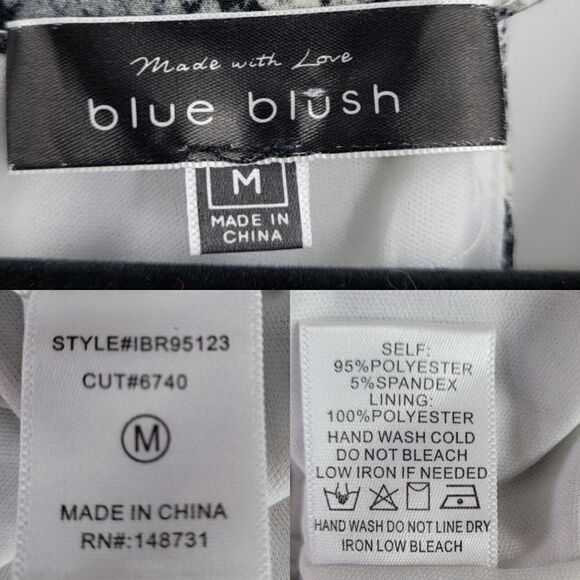 Made with Love
blue blush
M
MADE IN
CHINA
STYLE#IBR95123
CUT#6740
M
MADE IN CHINA
RN#:148731
SELF:
95%POLYESTER
5%SPANDEX
LINING:
100%POLYESTER
HAND WASH COLD
DO NOT BLEACH
LOW IRON IF NEEDED
HAND WASH DO NOT LINE DRY
IRON LOW BLEACH